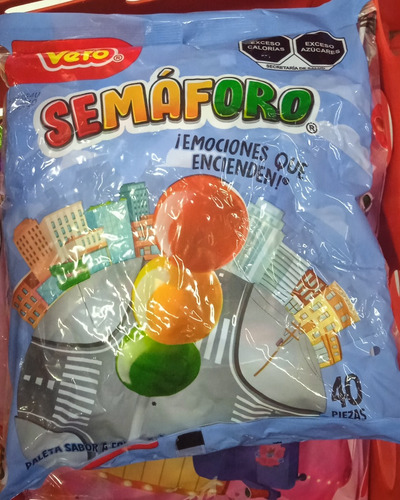 Vero®
EXCESO
CALORÍAS
EXCESO
AZÚCARES
SECRETARÍA DE SALUD
SEMÁFORO®
¡EMOCIONES QUE
ENCIENDEN!®
40
PIEZAS
PALETA SABOR A